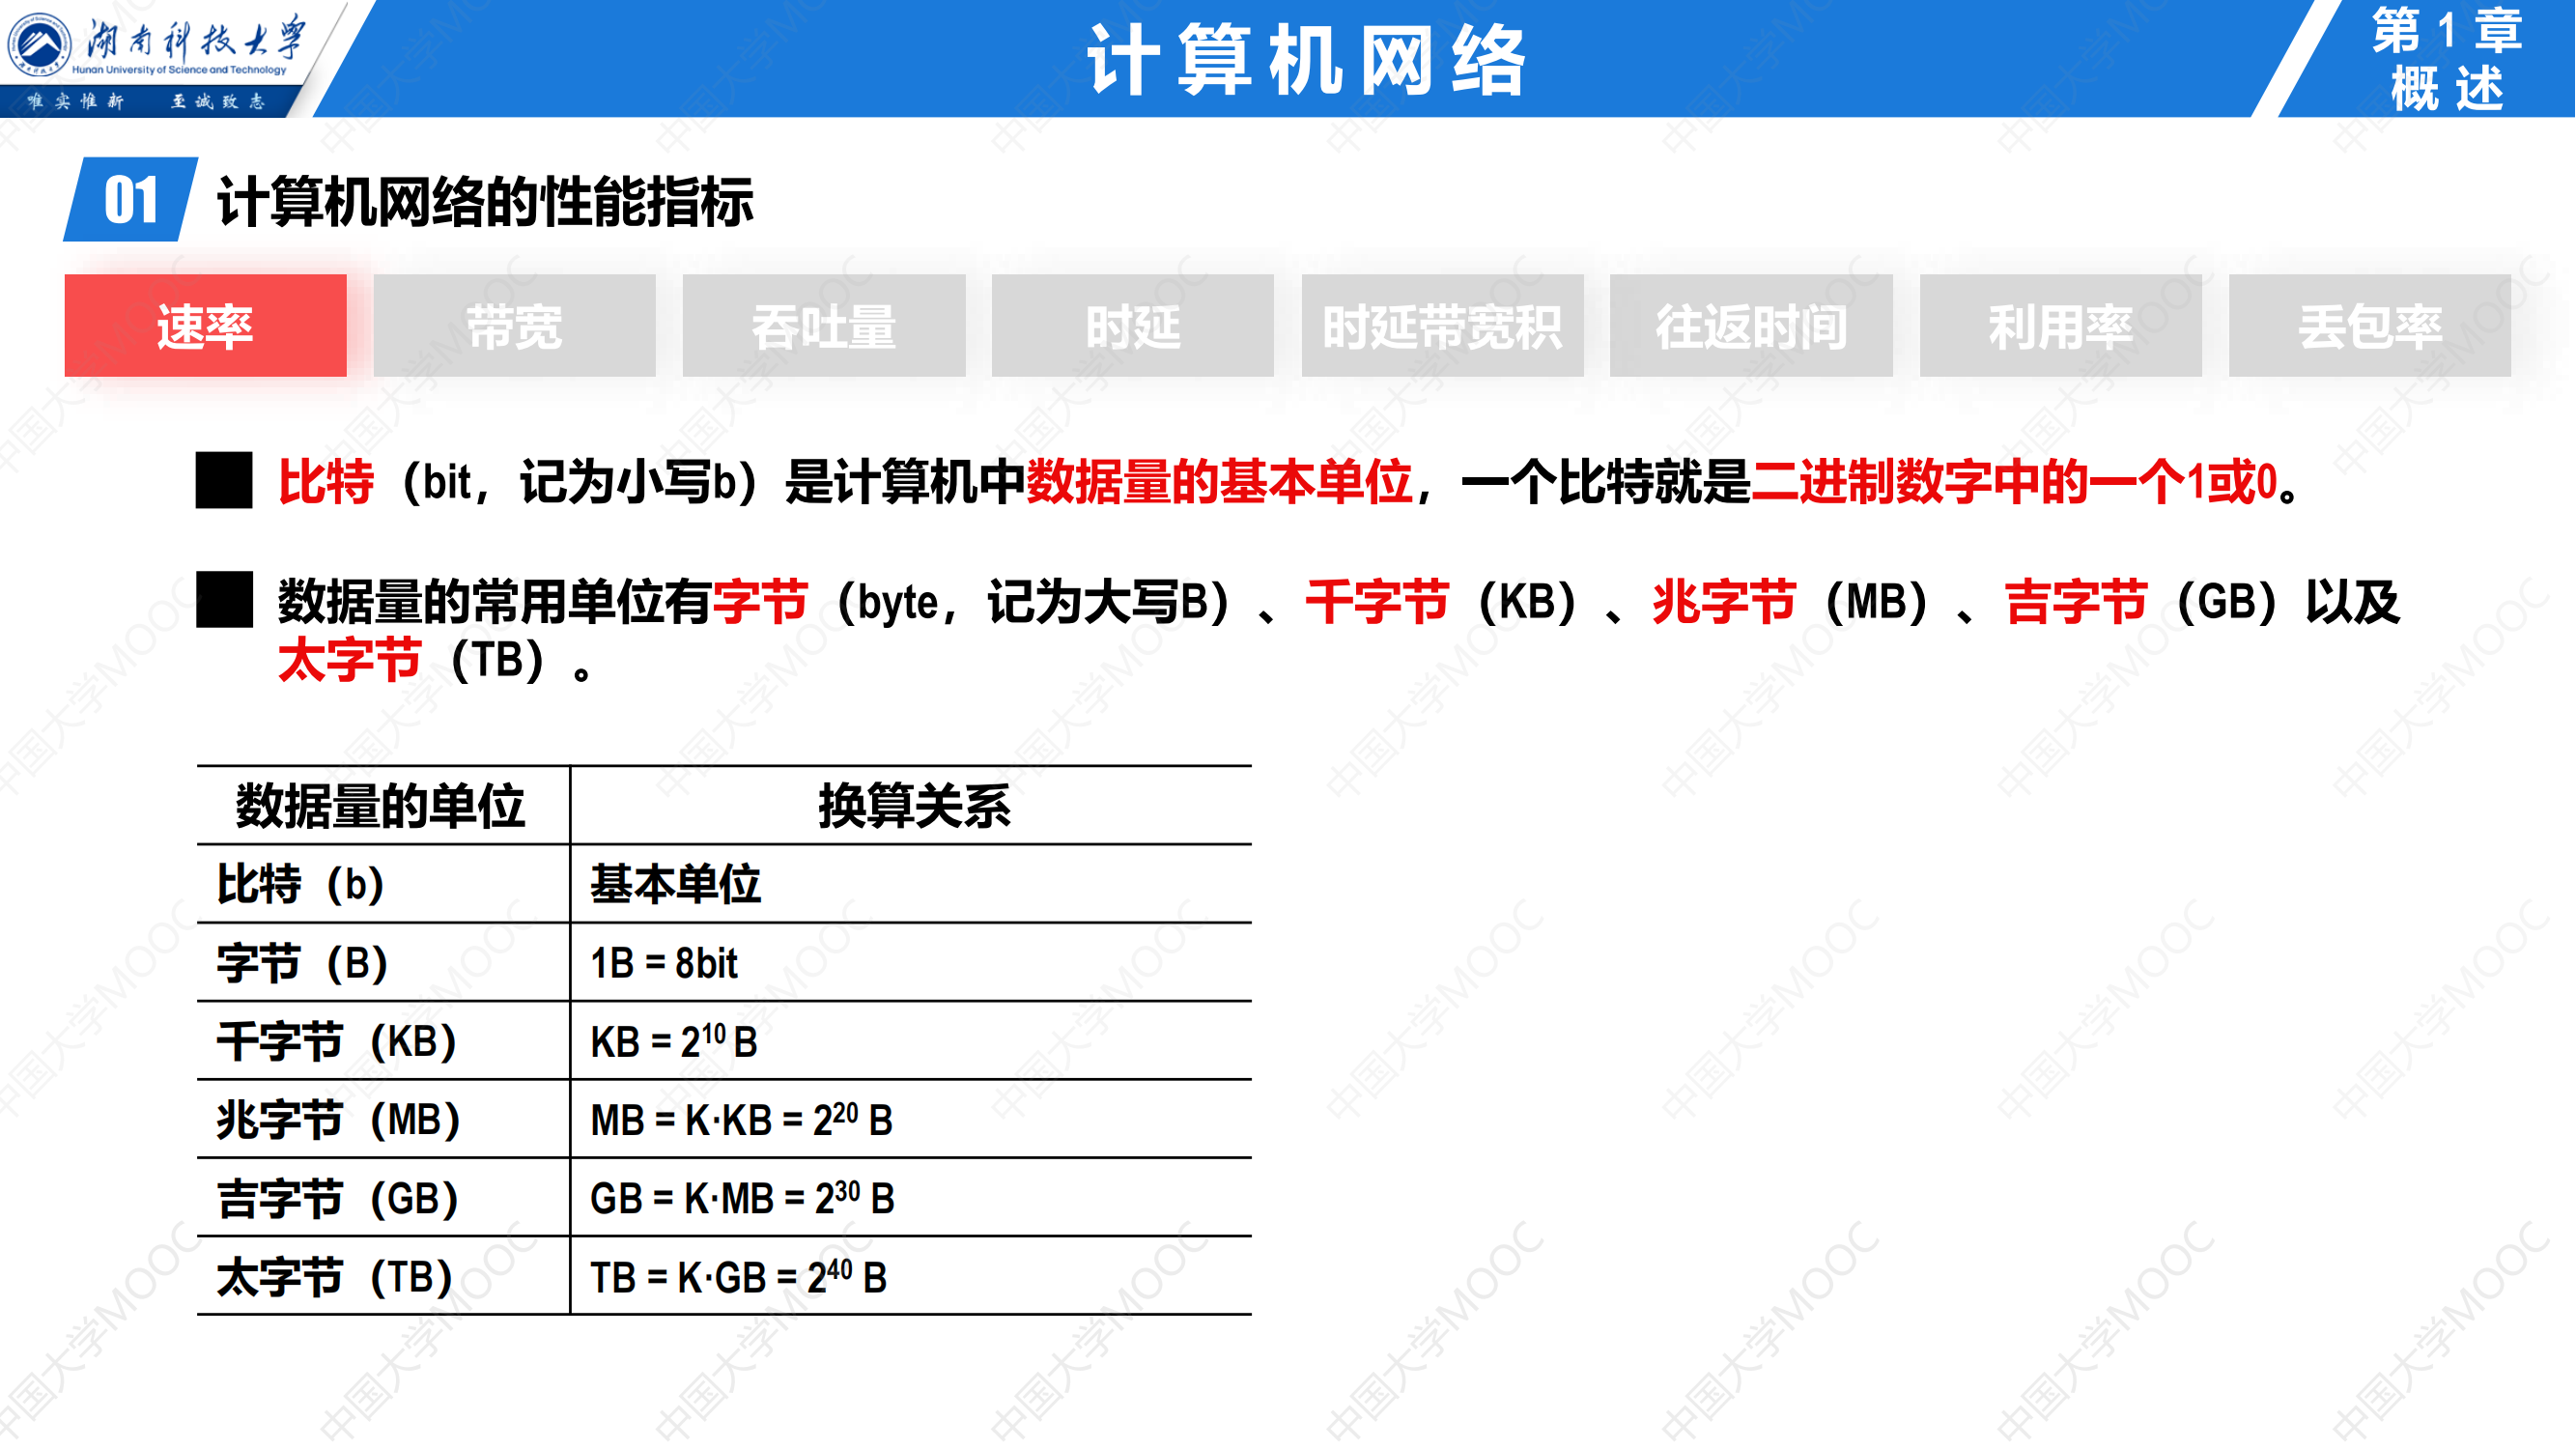 湖南科技大学
Hunan University of Science and Technology
唯实惟新 至诚致志
计算机网络
第1章
概述
01 计算机网络的性能指标
速率 带宽 吞吐量 时延 时延带宽积 往返时间 利用率 丢包率
比特（bit，记为小写b）是计算机中数据量的基本单位，一个比特就是二进制数字中的一个1或0。
数据量的常用单位有字节（byte，记为大写B）、千字节（KB）、兆字节（MB）、吉字节（GB）以及
太字节（TB）。
数据量的单位 换算关系
比特（b） 基本单位
字节（B） 1B = 8bit
千字节（KB） KB = 2¹⁰ B
兆字节（MB） MB = K·KB = 2²⁰ B
吉字节（GB） GB = K·MB = 2³⁰ B
太字节（TB） TB = K·GB = 2⁴⁰ B
中国大学MOOC